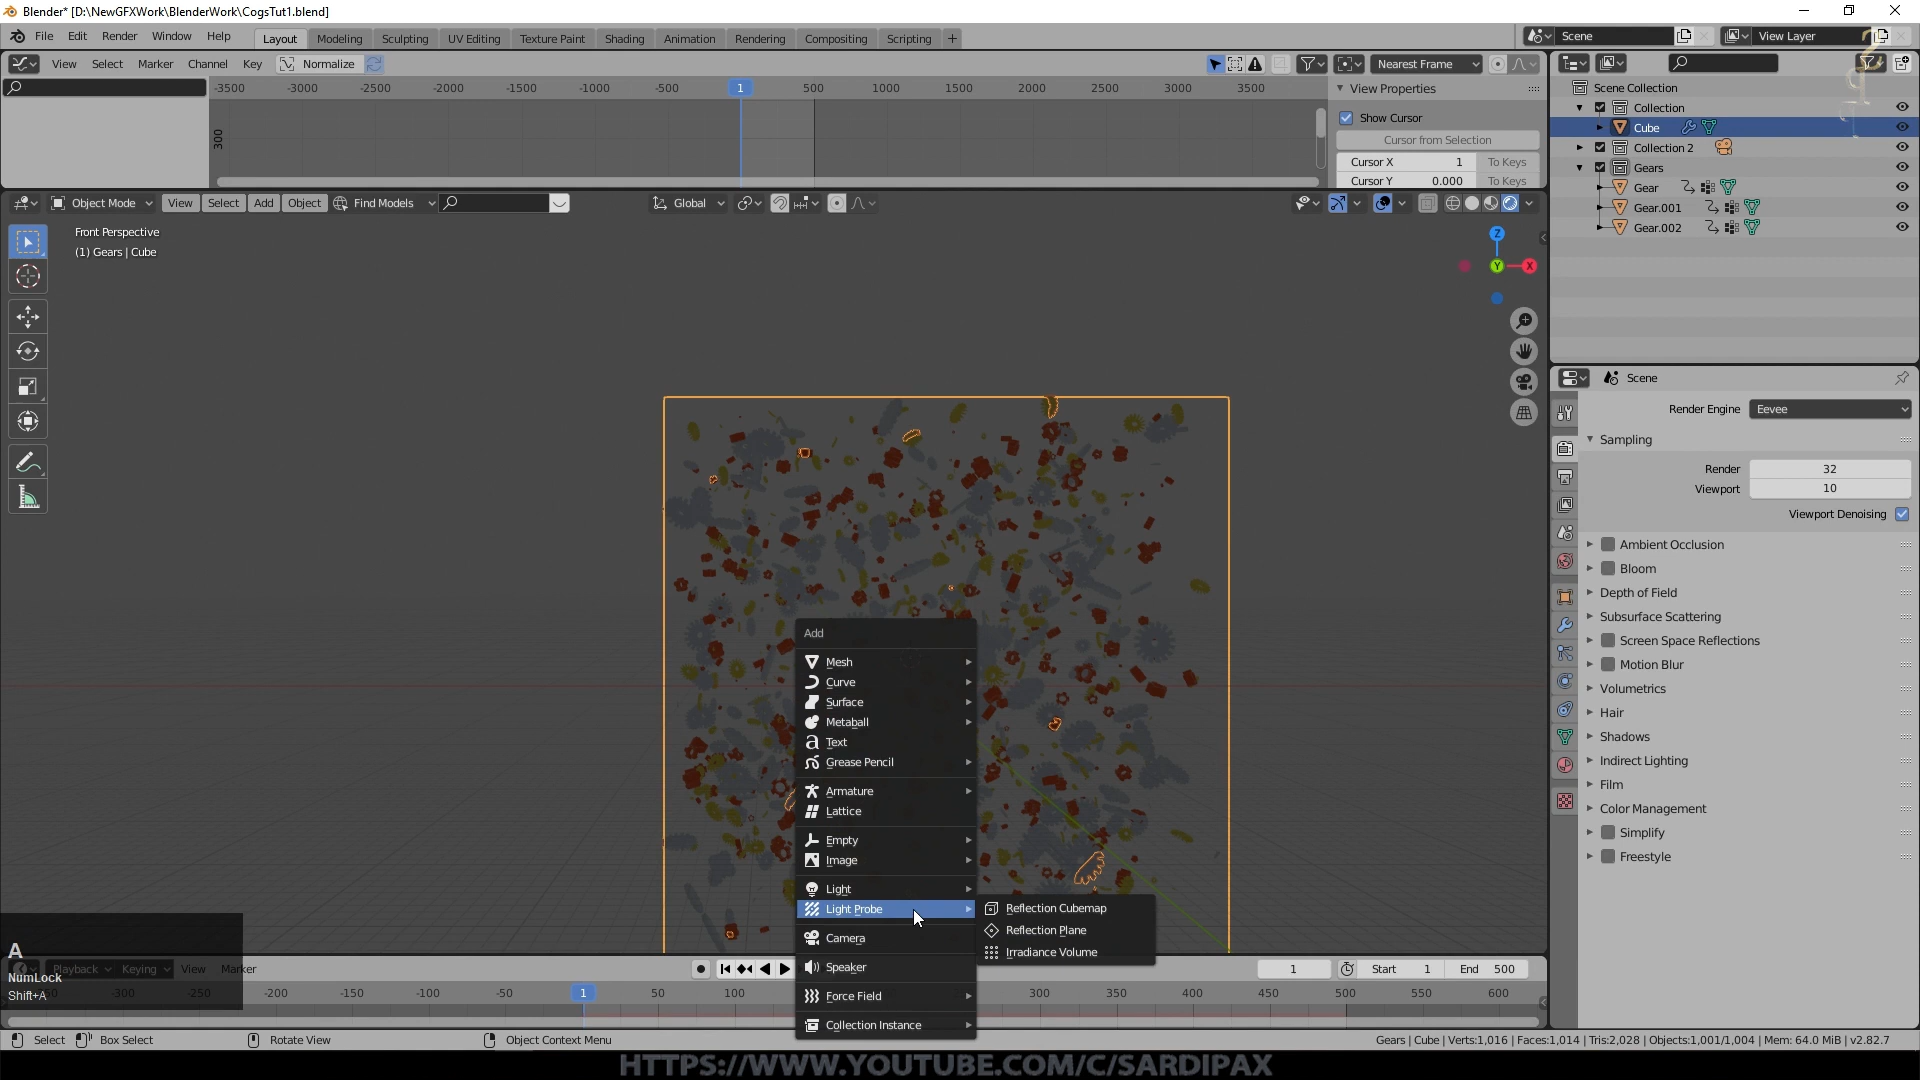 Blender* [D:\NewGFXWork\BlenderWork\CogsTut1.blend]
File Edit Render Window Help Layout Modeling Sculpting UV Editing Texture Paint Shading Animation Rendering Compositing Scripting + Scene View Layer
View Select Marker Channel Key Normalize Nearest Frame
-3500 -3000 -2500 -2000 -1500 -1000 -500 1 500 1000 1500 2000 2500 3000 3500
300
View Properties
Show Cursor
Cursor from Selection
Cursor X 1 To Keys
Cursor Y 0.000 To Keys
Scene Collection
Collection
Cube
Collection 2
Gears
Gear
Gear.001
Gear.002
Object Mode View Select Add Object Find Models Global
Front Perspective
(1) Gears | Cube
Z
Y
X
Scene
Render Engine Eevee
Sampling
Render 32
Viewport 10
Viewport Denoising
Ambient Occlusion
Bloom
Depth of Field
Subsurface Scattering
Screen Space Reflections
Motion Blur
Volumetrics
Hair
Shadows
Indirect Lighting
Film
Color Management
Simplify
Freestyle
Add
Mesh
Curve
Surface
Metaball
Text
Grease Pencil
Armature
Lattice
Empty
Image
Light
Light Probe
Camera
Speaker
Force Field
Collection Instance
Reflection Cubemap
Reflection Plane
Irradiance Volume
A
NumLock
Shift+A
Playback Keying View Marker 1 Start 1 End 500
-300 -250 -200 -150 -100 -50 1 50 100 300 350 400 450 500 550 600
Select Box Select Rotate View Object Context Menu Gears | Cube | Verts:1,016 | Faces:1,014 | Tris:2,028 | Objects:1,001/1,004 | Mem: 64.0 MiB | v2.82.7
HTTPS://WWW.YOUTUBE.COM/C/SARDIPAX